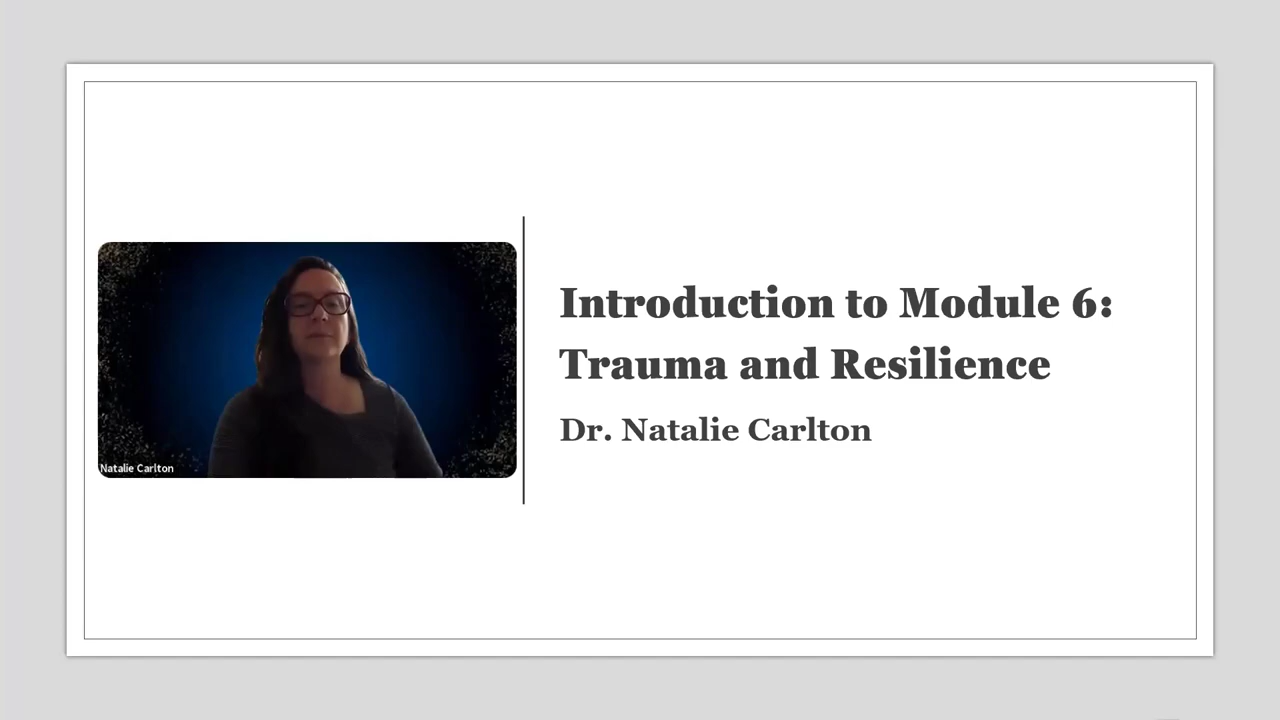 Introduction to Module 6:
Trauma and Resilience
Dr. Natalie Carlton
Natalie Carlton